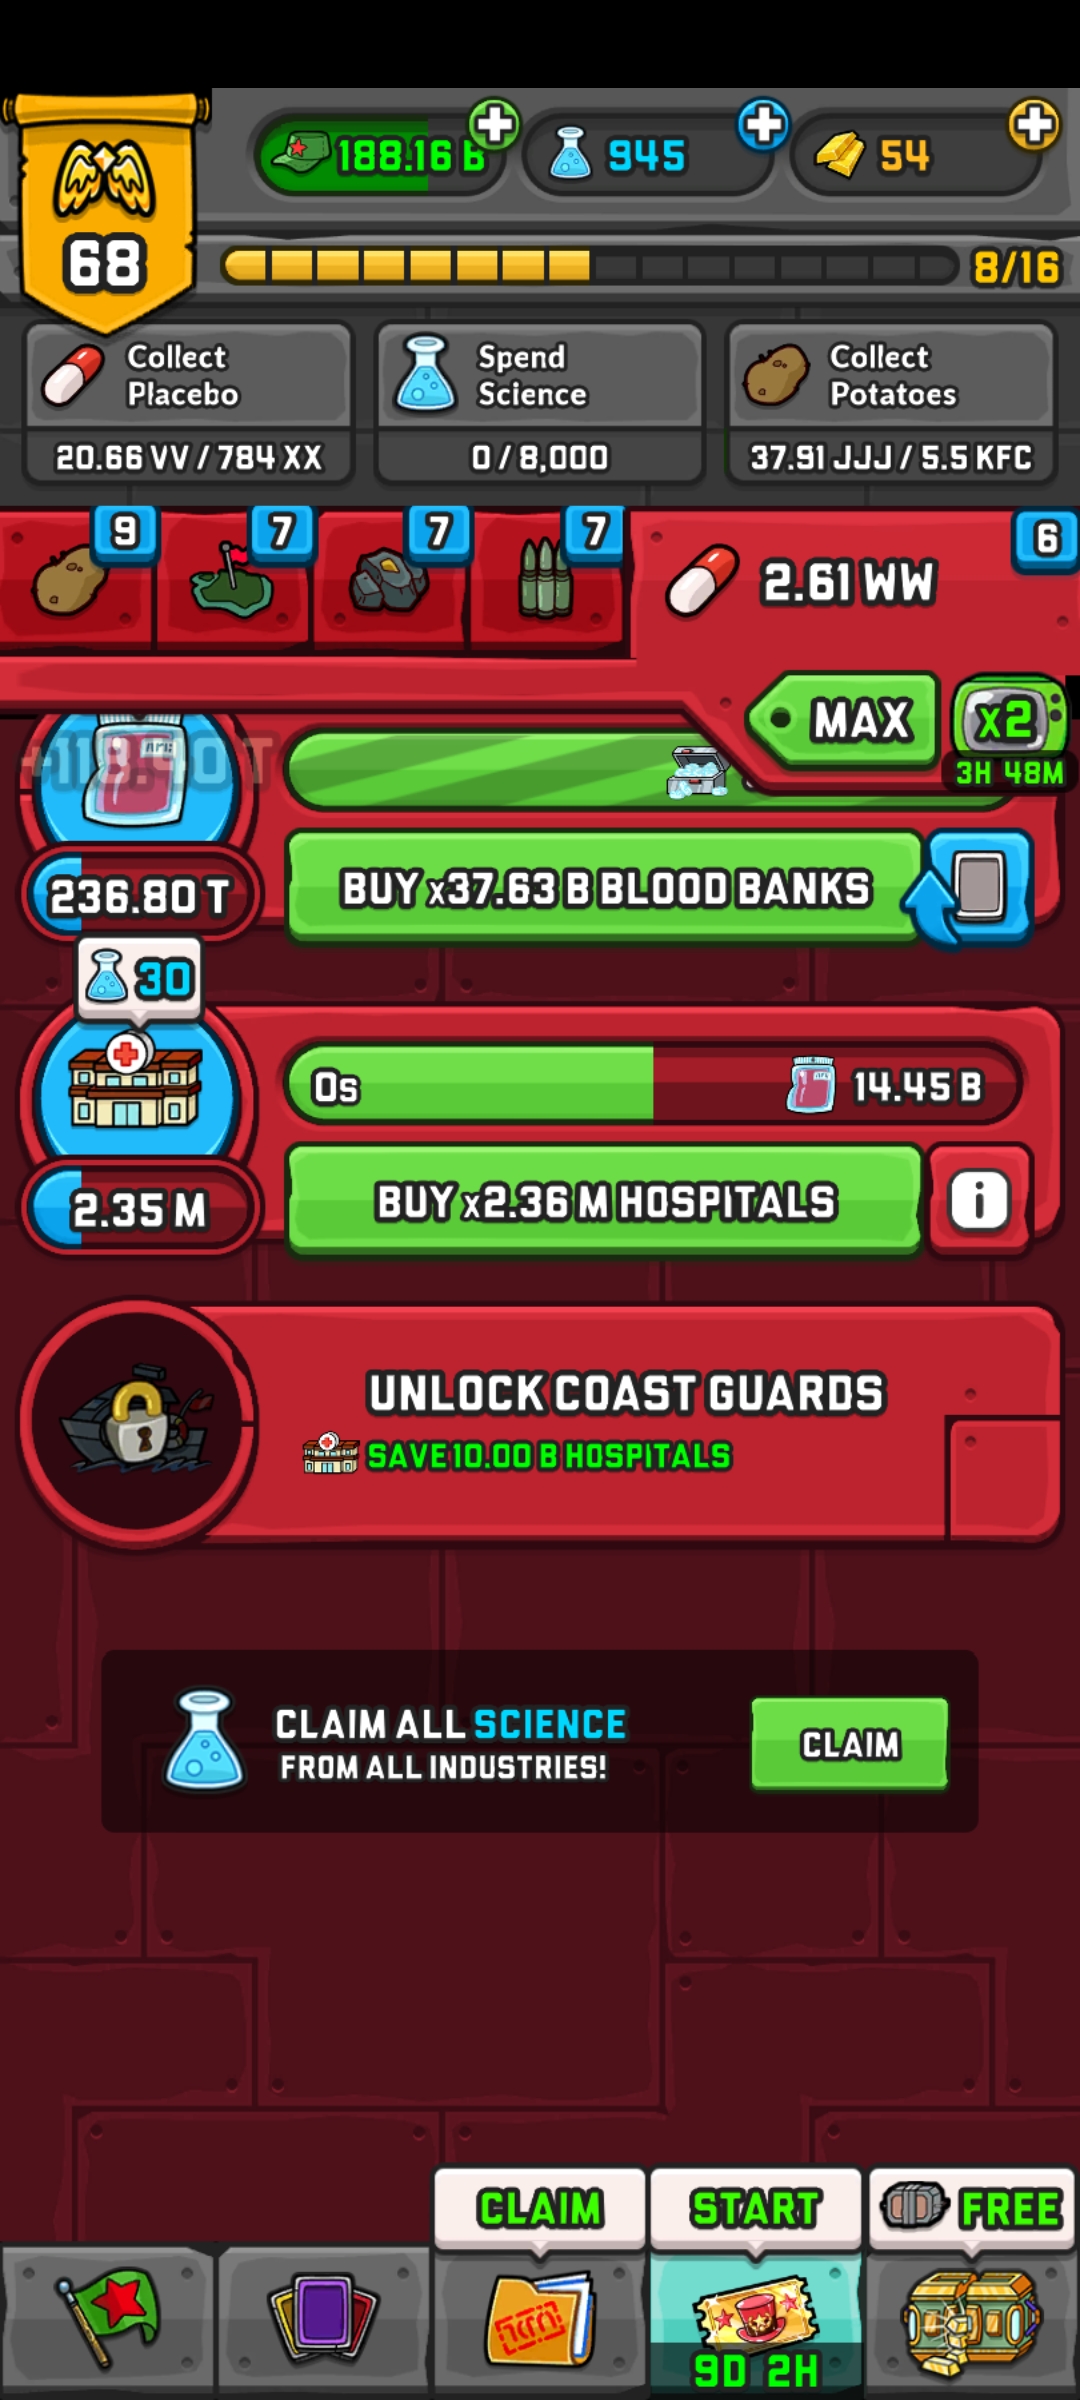 188.16 B
945
54
68
8/16
Collect
Placebo
20.66 VV / 784 XX
Spend
Science
0 / 8,000
Collect
Potatoes
37.91 JJJ / 5.5 KFC
9
7
7
7
6
2.61 WW
MAX
x2
3H 48M
+118.40 T
236.80 T
BUY x37.63 B BLOOD BANKS
30
0s
14.45 B
2.35 M
BUY x2.36 M HOSPITALS
i
UNLOCK COAST GUARDS
SAVE 10.00 B HOSPITALS
CLAIM ALL SCIENCE
FROM ALL INDUSTRIES!
CLAIM
CLAIM
START
FREE
9D 2H